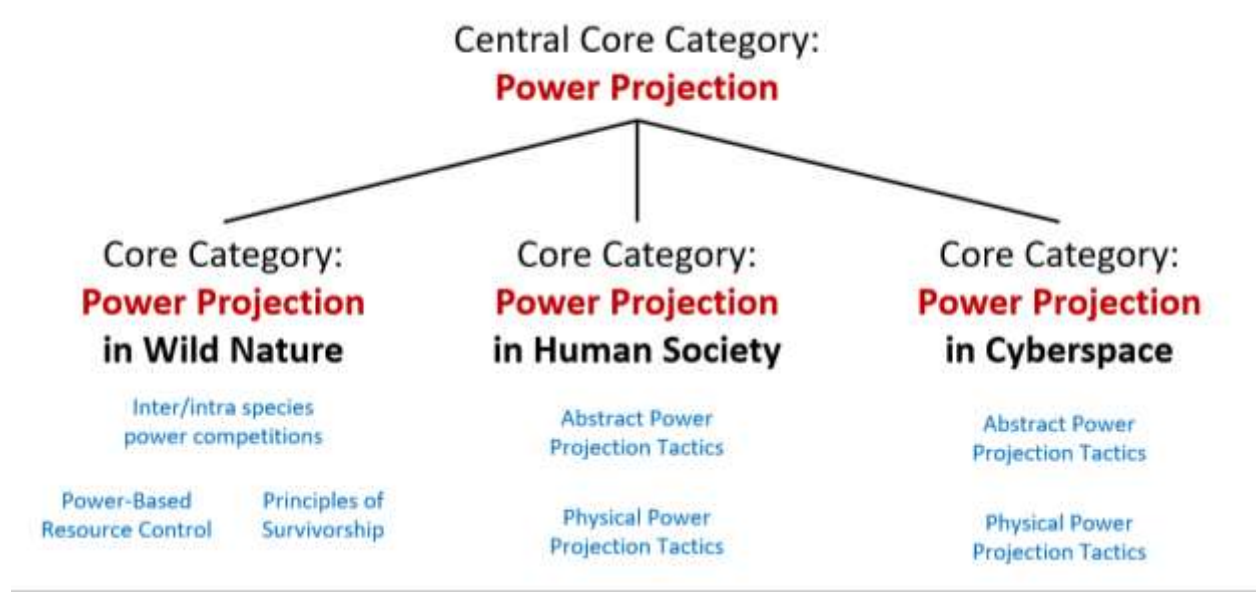 Central Core Category:
Power Projection
Core Category:
Power Projection
in Wild Nature
Inter/intra species
power competitions
Power-Based
Resource Control
Principles of
Survivorship
Core Category:
Power Projection
in Human Society
Abstract Power
Projection Tactics
Physical Power
Projection Tactics
Core Category:
Power Projection
in Cyberspace
Abstract Power
Projection Tactics
Physical Power
Projection Tactics